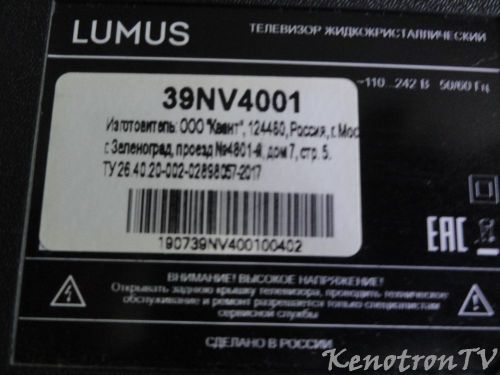 LUMUS
ТЕЛЕВИЗОР ЖИДКОКРИСТАЛЛИЧЕСКИЙ
39NV4001
~110...242 В 50/60 Гц
Изготовитель: ООО "Квант", 124460, Россия, г. Мос
г. Зеленоград, проезд №4801-й, дом 7, стр. 5.
ТУ 26.40.20-002-02898057-2017
190739NV400100402
EAC
ВНИМАНИЕ! ВЫСОКОЕ НАПРЯЖЕНИЕ!
Открывать заднюю крышку телевизора, проводить техническое
обслуживание и ремонт разрешается только специалистам
сервисной службы
СДЕЛАНО В РОССИИ
KenotronTV